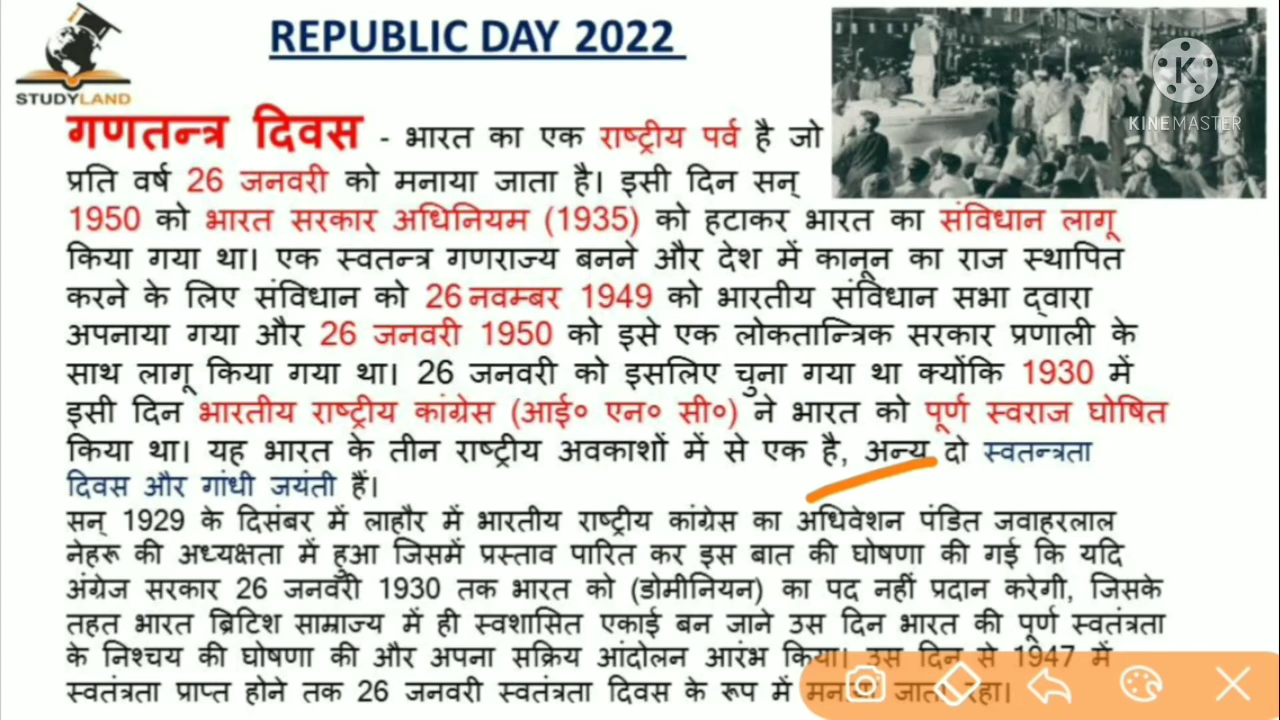 REPUBLIC DAY 2022
STUDYLAND
KINEMASTER
गणतन्त्र दिवस - भारत का एक राष्ट्रीय पर्व है जो
प्रति वर्ष 26 जनवरी को मनाया जाता है। इसी दिन सन्
1950 को भारत सरकार अधिनियम (1935) को हटाकर भारत का संविधान लागू
किया गया था। एक स्वतन्त्र गणराज्य बनने और देश में कानून का राज स्थापित
करने के लिए संविधान को 26 नवम्बर 1949 को भारतीय संविधान सभा द्वारा
अपनाया गया और 26 जनवरी 1950 को इसे एक लोकतान्त्रिक सरकार प्रणाली के
साथ लागू किया गया था। 26 जनवरी को इसलिए चुना गया था क्योंकि 1930 में
इसी दिन भारतीय राष्ट्रीय कांग्रेस (आई० एन० सी०) ने भारत को पूर्ण स्वराज घोषित
किया था। यह भारत के तीन राष्ट्रीय अवकाशों में से एक है, अन्य दो स्वतन्त्रता
दिवस और गांधी जयंती हैं।
सन् 1929 के दिसंबर में लाहौर में भारतीय राष्ट्रीय कांग्रेस का अधिवेशन पंडित जवाहरलाल
नेहरू की अध्यक्षता में हुआ जिसमें प्रस्ताव पारित कर इस बात की घोषणा की गई कि यदि
अंग्रेज सरकार 26 जनवरी 1930 तक भारत को (डोमीनियन) का पद नहीं प्रदान करेगी, जिसके
तहत भारत ब्रिटिश साम्राज्य में ही स्वशासित एकाई बन जाने उस दिन भारत की पूर्ण स्वतंत्रता
के निश्चय की घोषणा की और अपना सक्रिय आंदोलन आरंभ किया। उस दिन से 1947 में
स्वतंत्रता प्राप्त होने तक 26 जनवरी स्वतंत्रता दिवस के रूप में मनाया जाता रहा।